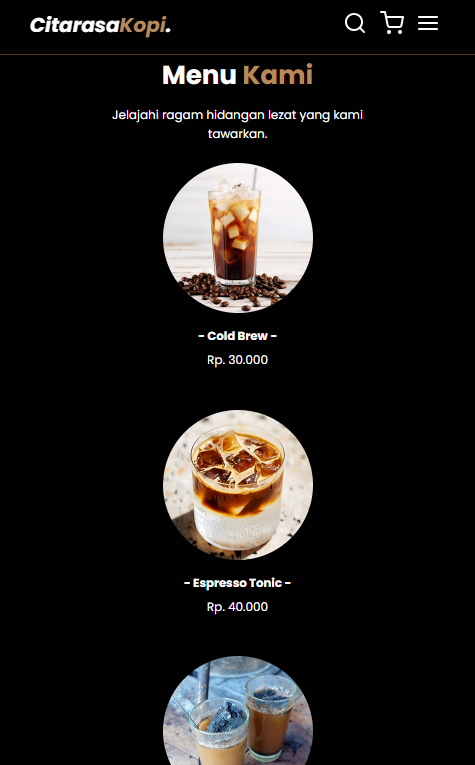 CitarasaKopi.
Menu Kami
Jelajahi ragam hidangan lezat yang kami
tawarkan.
- Cold Brew -
Rp. 30.000
- Espresso Tonic -
Rp. 40.000